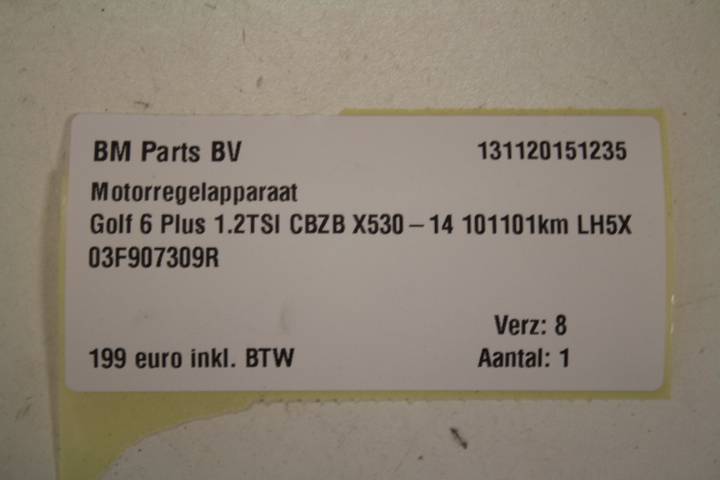 BM Parts BV 131120151235
Motorregelapparaat
Golf 6 Plus 1.2TSI CBZB X530-14 101101km LH5X
03F907309R
Verz: 8
199 euro inkl. BTW Aantal: 1